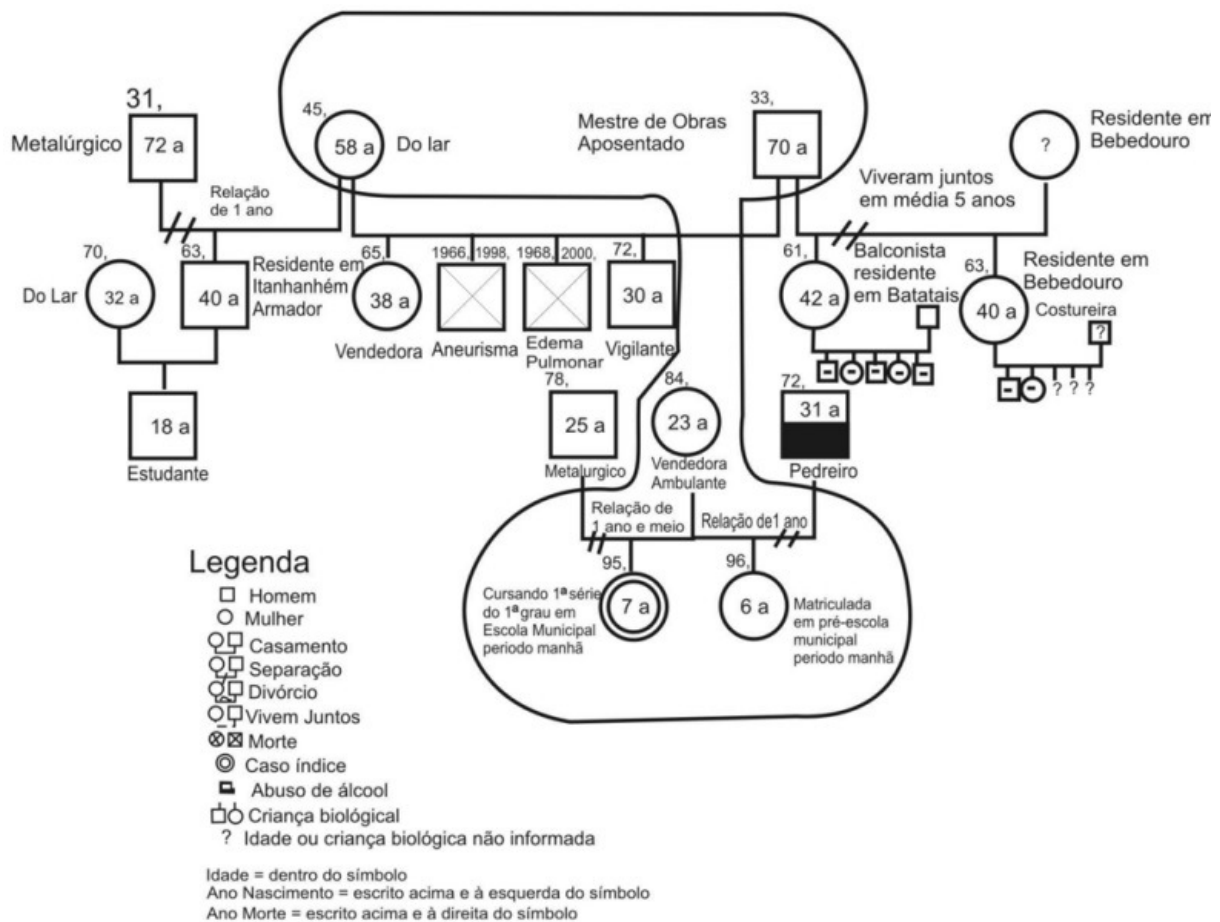 31,
Metalúrgico
72 a
45,
58 a
Do lar
Mestre de Obras
Aposentado
33,
70 a
?
Residente em
Bebedouro
Relação
de 1 ano
Viveram juntos
em média 5 anos
70,
Do Lar
32 a
63,
40 a
Residente em
Itanhanhém
Armador
65,
38 a
Vendedora
1966, 1998,
Aneurisma
1968, 2000,
Edema
Pulmonar
72,
30 a
Vigilante
61,
42 a
Balconista
residente
em Batatais
63,
40 a
Residente em
Bebedouro
Costureira
?
? ? ?
18 a
Estudante
78,
25 a
Metalurgico
84,
23 a
Vendedora
Ambulante
72,
31 a
Pedreiro
Relação de
1 ano e meio
Relação de1 ano
95,
7 a
Cursando 1ª série
do 1ª grau em
Escola Municipal
periodo manhã
96,
6 a
Matriculada
em pré-escola
municipal
periodo manhã
Legenda
Homem
Mulher
Casamento
Separação
Divórcio
Vivem Juntos
Morte
Caso índice
Abuso de álcool
Criança biológical
? Idade ou criança biológica não informada
Idade = dentro do símbolo
Ano Nascimento = escrito acima e à esquerda do símbolo
Ano Morte = escrito acima e à direita do símbolo